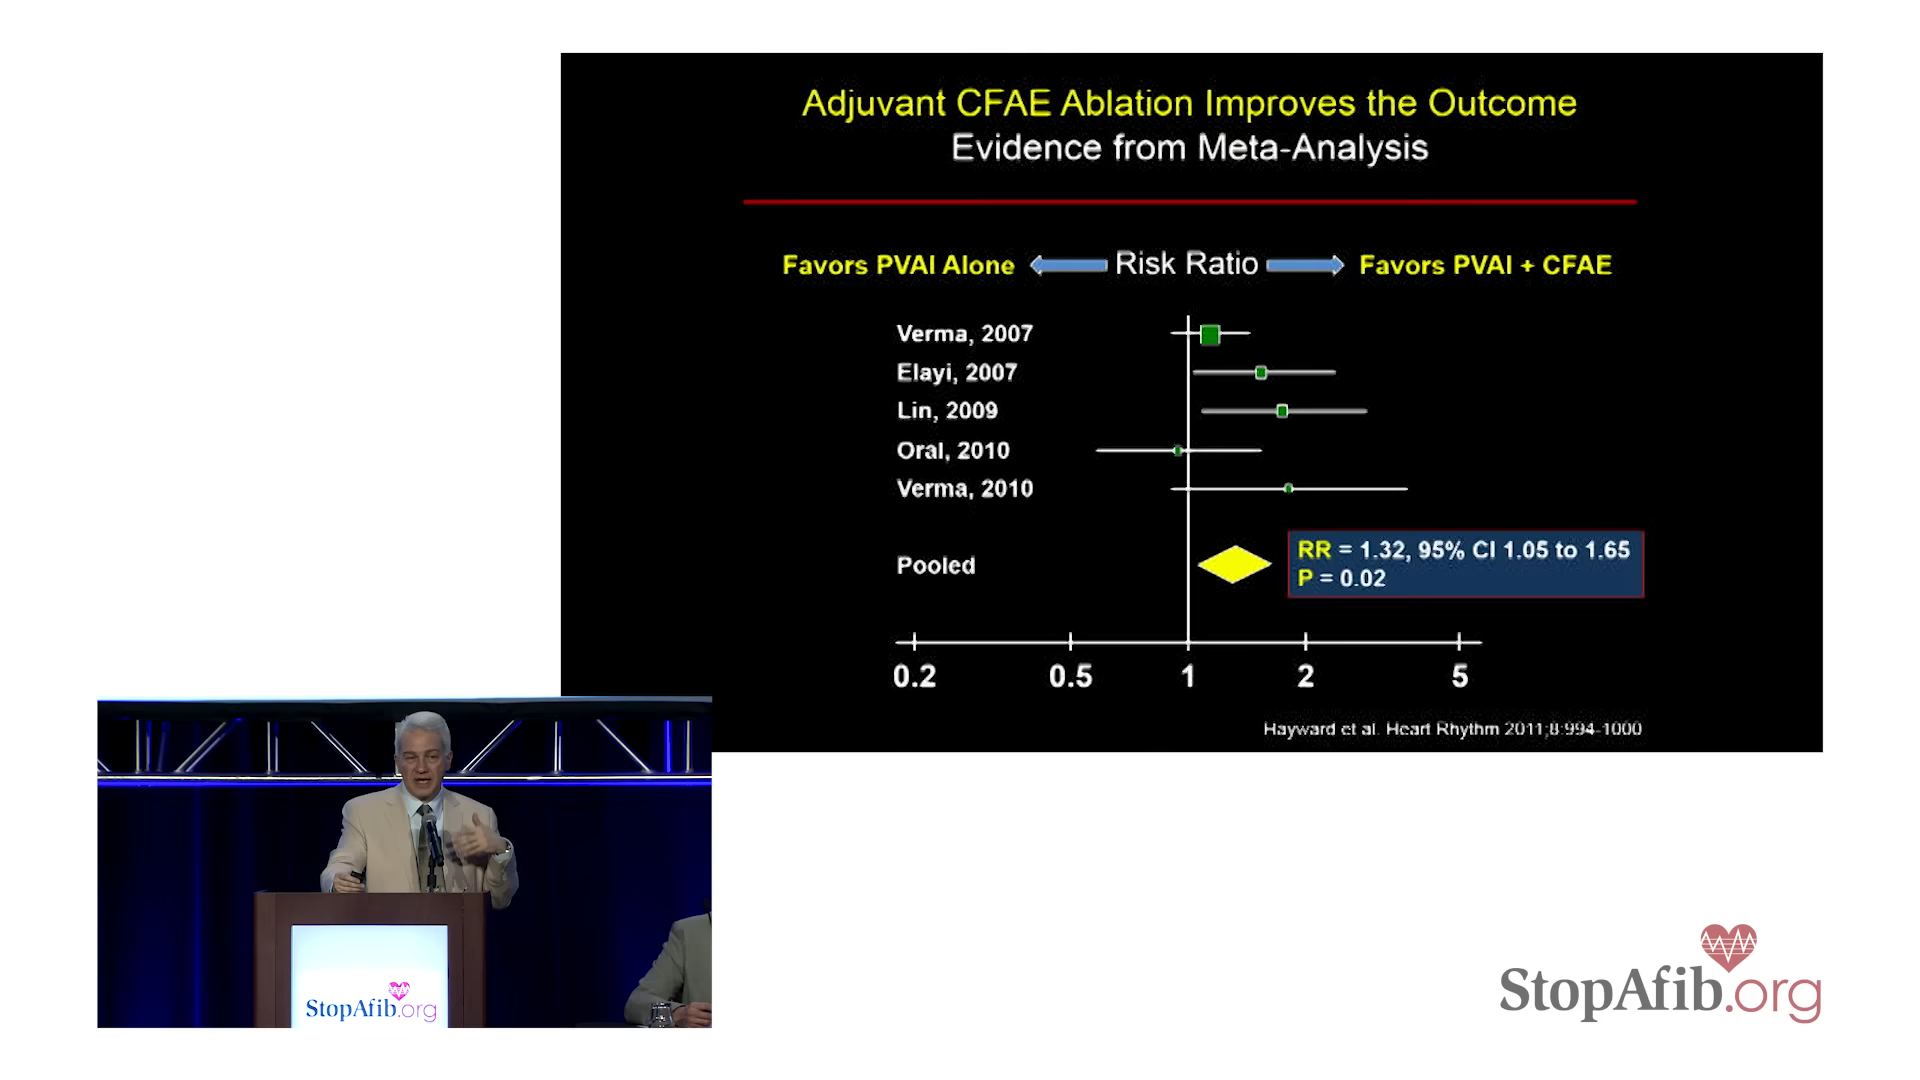 Adjuvant CFAE Ablation Improves the Outcome
Evidence from Meta-Analysis
Favors PVAI Alone Risk Ratio Favors PVAI + CFAE
Verma, 2007
Elayi, 2007
Lin, 2009
Oral, 2010
Verma, 2010
Pooled
RR = 1.32, 95% CI 1.05 to 1.65
P = 0.02
0.2 0.5 1 2 5
Hayward et al. Heart Rhythm 2011;8:994-1000
StopAfib.org
StopAfib.org